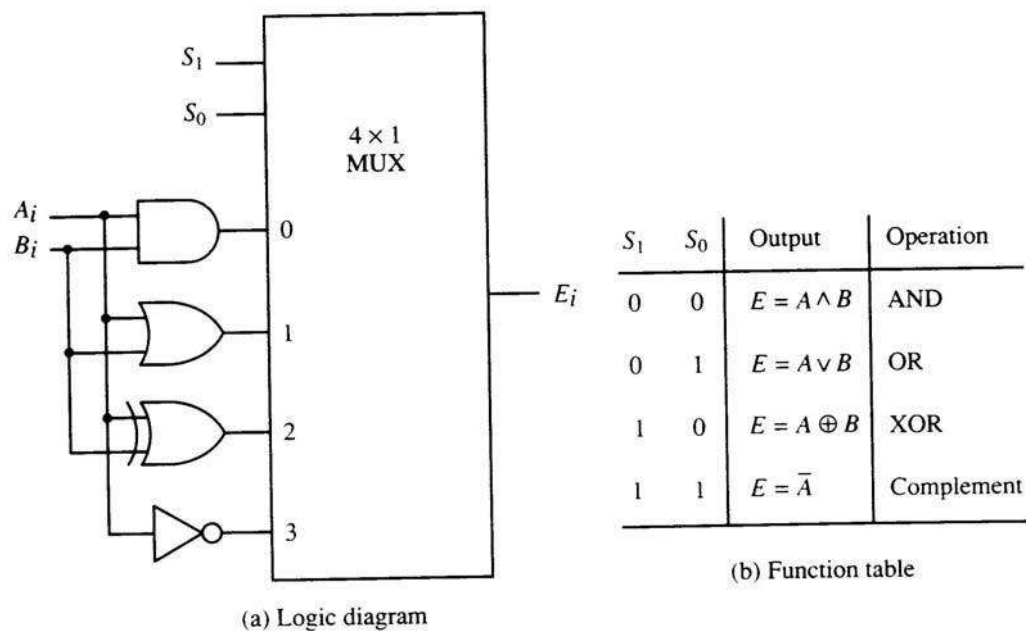 S₁
S₀
4 × 1
MUX
Aᵢ
Bᵢ
0
1
2
3
Eᵢ
(a) Logic diagram
S₁ S₀ Output Operation
0 0 E = A ∧ B AND
0 1 E = A ∨ B OR
1 0 E = A ⊕ B XOR
1 1 E = A̅ Complement
(b) Function table